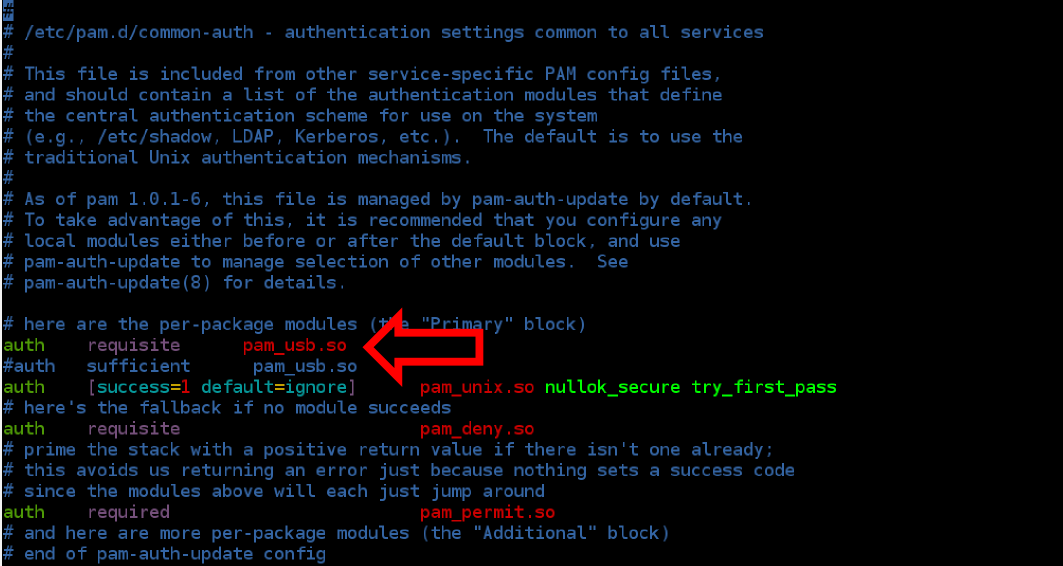 #
# /etc/pam.d/common-auth - authentication settings common to all services
#
# This file is included from other service-specific PAM config files,
# and should contain a list of the authentication modules that define
# the central authentication scheme for use on the system
# (e.g., /etc/shadow, LDAP, Kerberos, etc.).  The default is to use the
# traditional Unix authentication mechanisms.
#
# As of pam 1.0.1-6, this file is managed by pam-auth-update by default.
# To take advantage of this, it is recommended that you configure any
# local modules either before or after the default block, and use
# pam-auth-update to manage selection of other modules.  See
# pam-auth-update(8) for details.

# here are the per-package modules (the "Primary" block)
auth    requisite      pam_usb.so
#auth   sufficient      pam_usb.so
auth    [success=1 default=ignore]      pam_unix.so nullok_secure try_first_pass
# here's the fallback if no module succeeds
auth    requisite                       pam_deny.so
# prime the stack with a positive return value if there isn't one already;
# this avoids us returning an error just because nothing sets a success code
# since the modules above will each just jump around
auth    required                        pam_permit.so
# and here are more per-package modules (the "Additional" block)
# end of pam-auth-update config